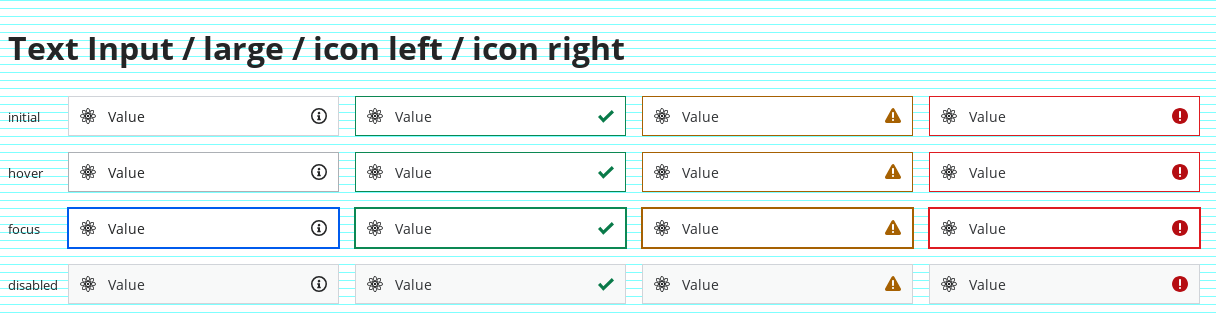 Text Input / large / icon left / icon right
initial Value Value Value Value
hover Value Value Value Value
focus Value Value Value Value
disabled Value Value Value Value